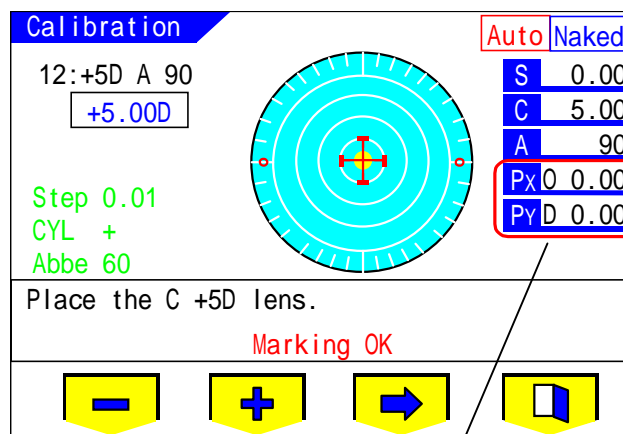 Calibration
Auto Naked
12:+5D A 90
+5.00D
S 0.00
C 5.00
A 90
PX O 0.00
PY D 0.00
Step 0.01
CYL +
Abbe 60
Place the C +5D lens.
Marking OK